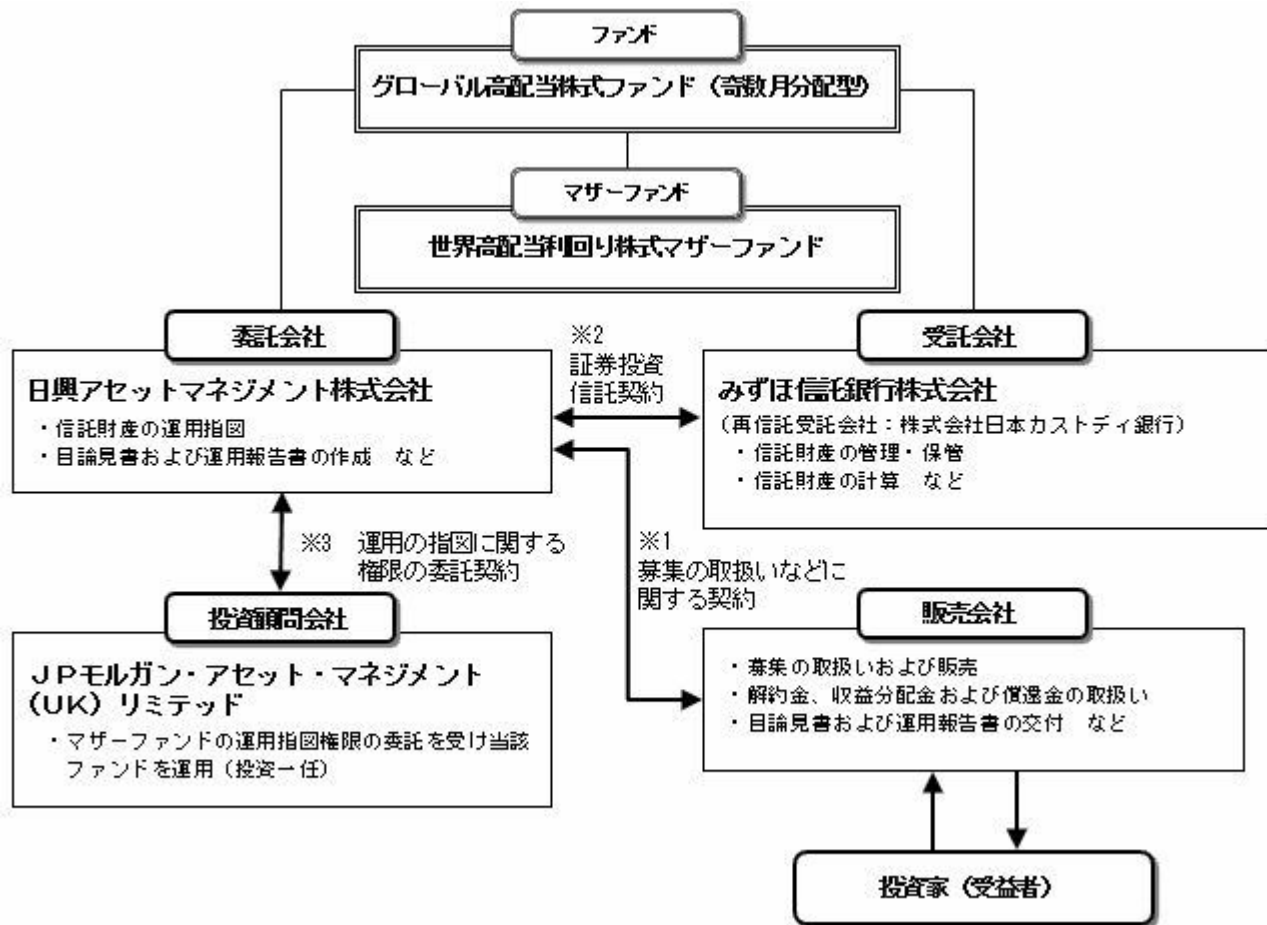 ファンド
グローバル高配当株式ファンド（奇数月分配型）
マザーファンド
世界高配当利回り株式マザーファンド
委託会社
日興アセットマネジメント株式会社
・信託財産の運用指図
・目論見書および運用報告書の作成　など
※2
証券投資
信託契約
受託会社
みずほ信託銀行株式会社
（再信託受託会社：株式会社日本カストディ銀行）
・信託財産の管理・保管
・信託財産の計算　など
※3　運用の指図に関する
権限の委託契約
※1
募集の取扱いなどに
関する契約
投資顧問会社
ＪＰモルガン・アセット・マネジメント
（UK）リミテッド
・マザーファンドの運用指図権限の委託を受け当該
ファンドを運用（投資一任）
販売会社
・募集の取扱いおよび販売
・解約金、収益分配金および償還金の取扱い
・目論見書および運用報告書の交付　など
投資家（受益者）